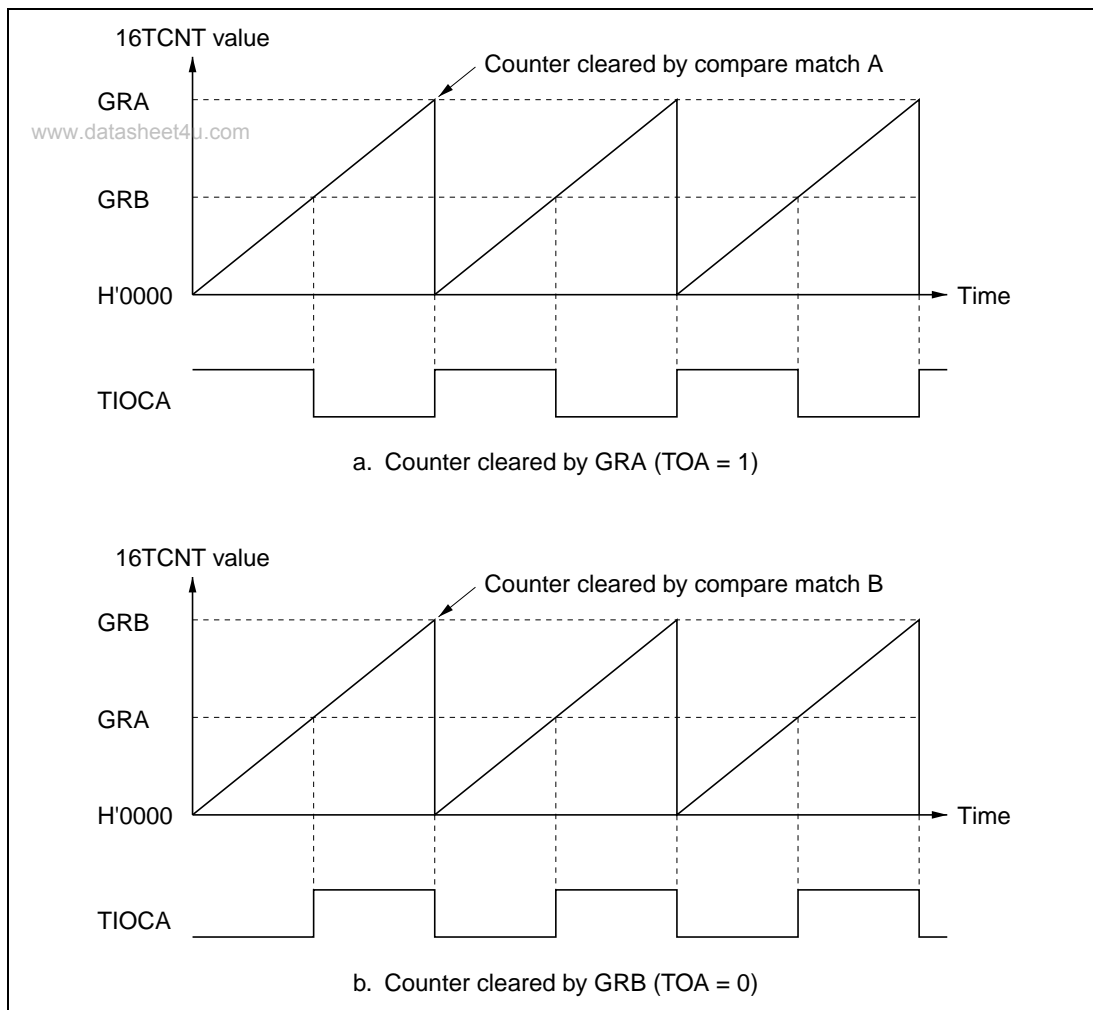 16TCNT value
Counter cleared by compare match A
GRA
www.datasheet4u.com
GRB
H'0000
Time
TIOCA
a. Counter cleared by GRA (TOA = 1)
16TCNT value
Counter cleared by compare match B
GRB
GRA
H'0000
Time
TIOCA
b. Counter cleared by GRB (TOA = 0)